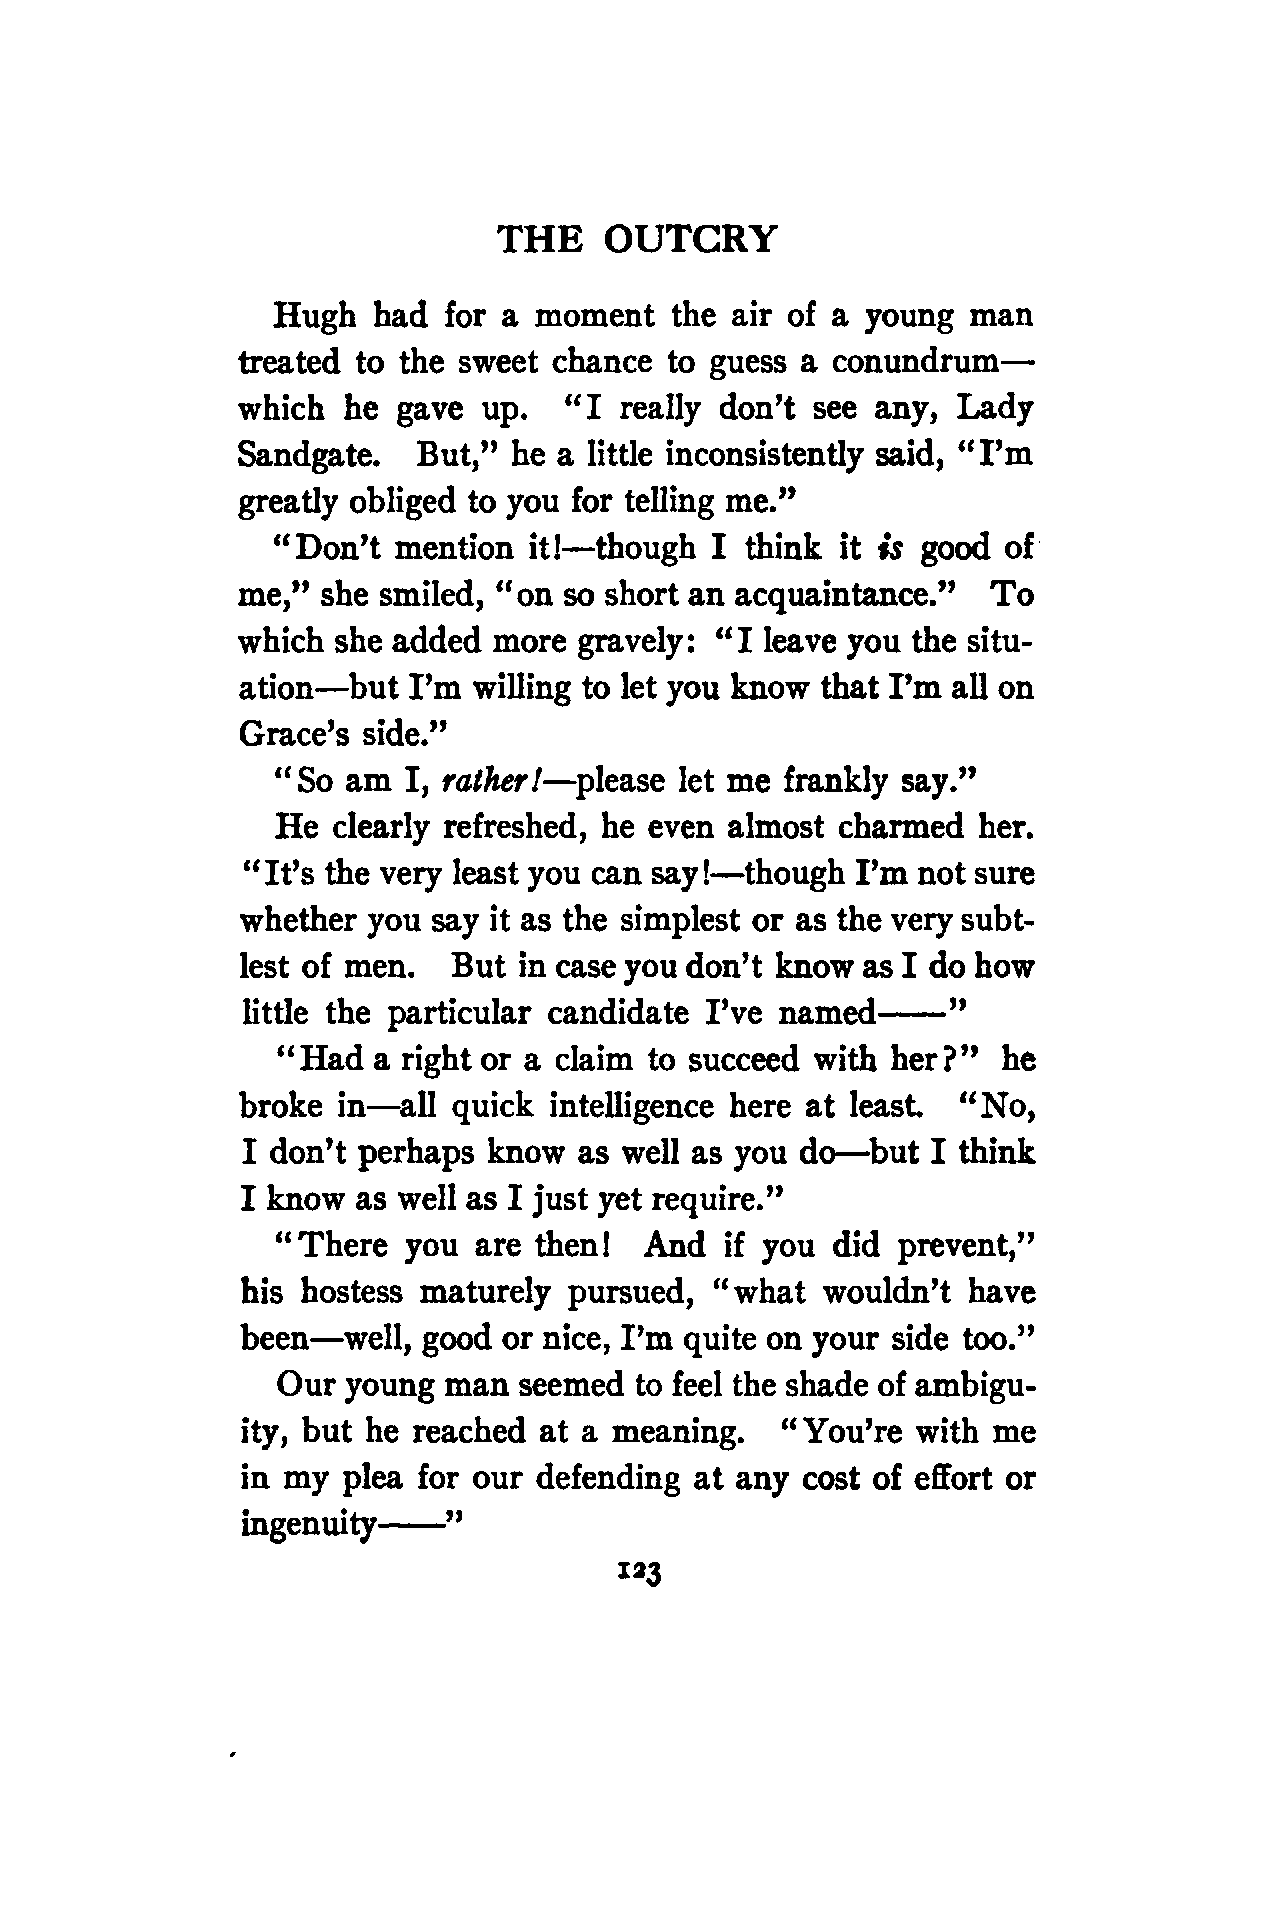 THE OUTCRY
Hugh had for a moment the air of a young man
treated to the sweet chance to guess a conundrum—
which he gave up. “I really don’t see any, Lady
Sandgate. But,” he a little inconsistently said, “I’m
greatly obliged to you for telling me.”
“Don’t mention it!—though I think it is good of
me,” she smiled, “on so short an acquaintance.” To
which she added more gravely: “I leave you the situ-
ation—but I’m willing to let you know that I’m all on
Grace’s side.”
“So am I, rather!—please let me frankly say.”
He clearly refreshed, he even almost charmed her.
“It’s the very least you can say!—though I’m not sure
whether you say it as the simplest or as the very subt-
lest of men. But in case you don’t know as I do how
little the particular candidate I’ve named——”
“Had a right or a claim to succeed with her?” he
broke in—all quick intelligence here at least. “No,
I don’t perhaps know as well as you do—but I think
I know as well as I just yet require.”
“There you are then! And if you did prevent,”
his hostess maturely pursued, “what wouldn’t have
been—well, good or nice, I’m quite on your side too.”
Our young man seemed to feel the shade of ambigu-
ity, but he reached at a meaning. “You’re with me
in my plea for our defending at any cost of effort or
ingenuity——”
123